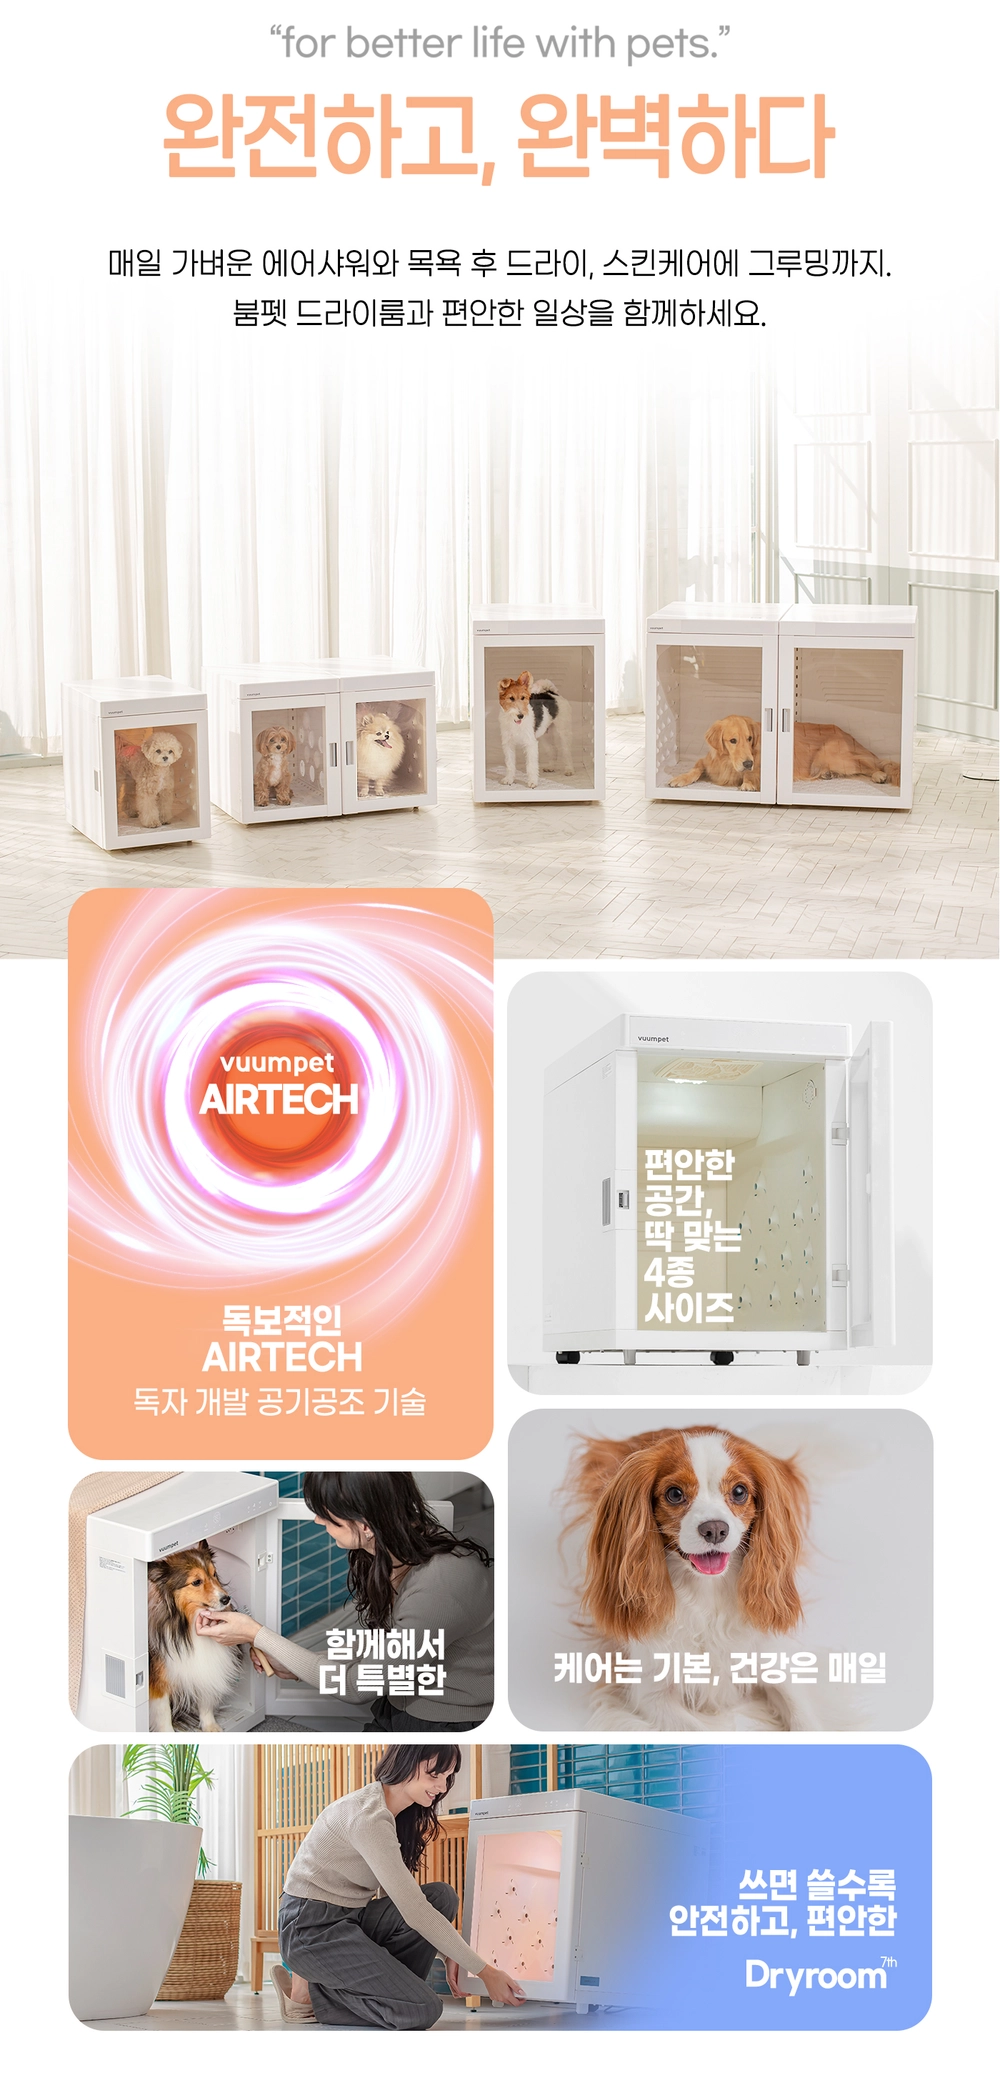 “for better life with pets.”
완전하고, 완벽하다
매일 가벼운 에어샤워와 목욕 후 드라이, 스킨케어에 그루밍까지.
붐펫 드라이룸과 편안한 일상을 함께하세요.
vuumpet
AIRTECH
독보적인
AIRTECH
독자 개발 공기공조 기술
vuumpet
편안한
공간,
딱 맞는
4종
사이즈
vuumpet
함께해서
더 특별한
케어는 기본, 건강은 매일
vuumpet
쓰면 쓸수록
안전하고, 편안한
Dryroom 7th